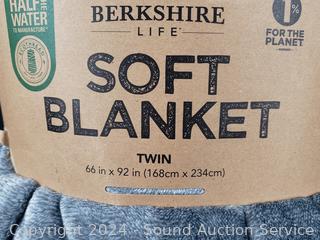 HALF THE
WATER
TO MANUFACTURE
BERKSHIRE
LIFE
1%
FOR THE
PLANET
SOFT
BLANKET
TWIN
66 in x 92 in (168cm x 234cm)
Copyright 2024 - Sound Auction Service